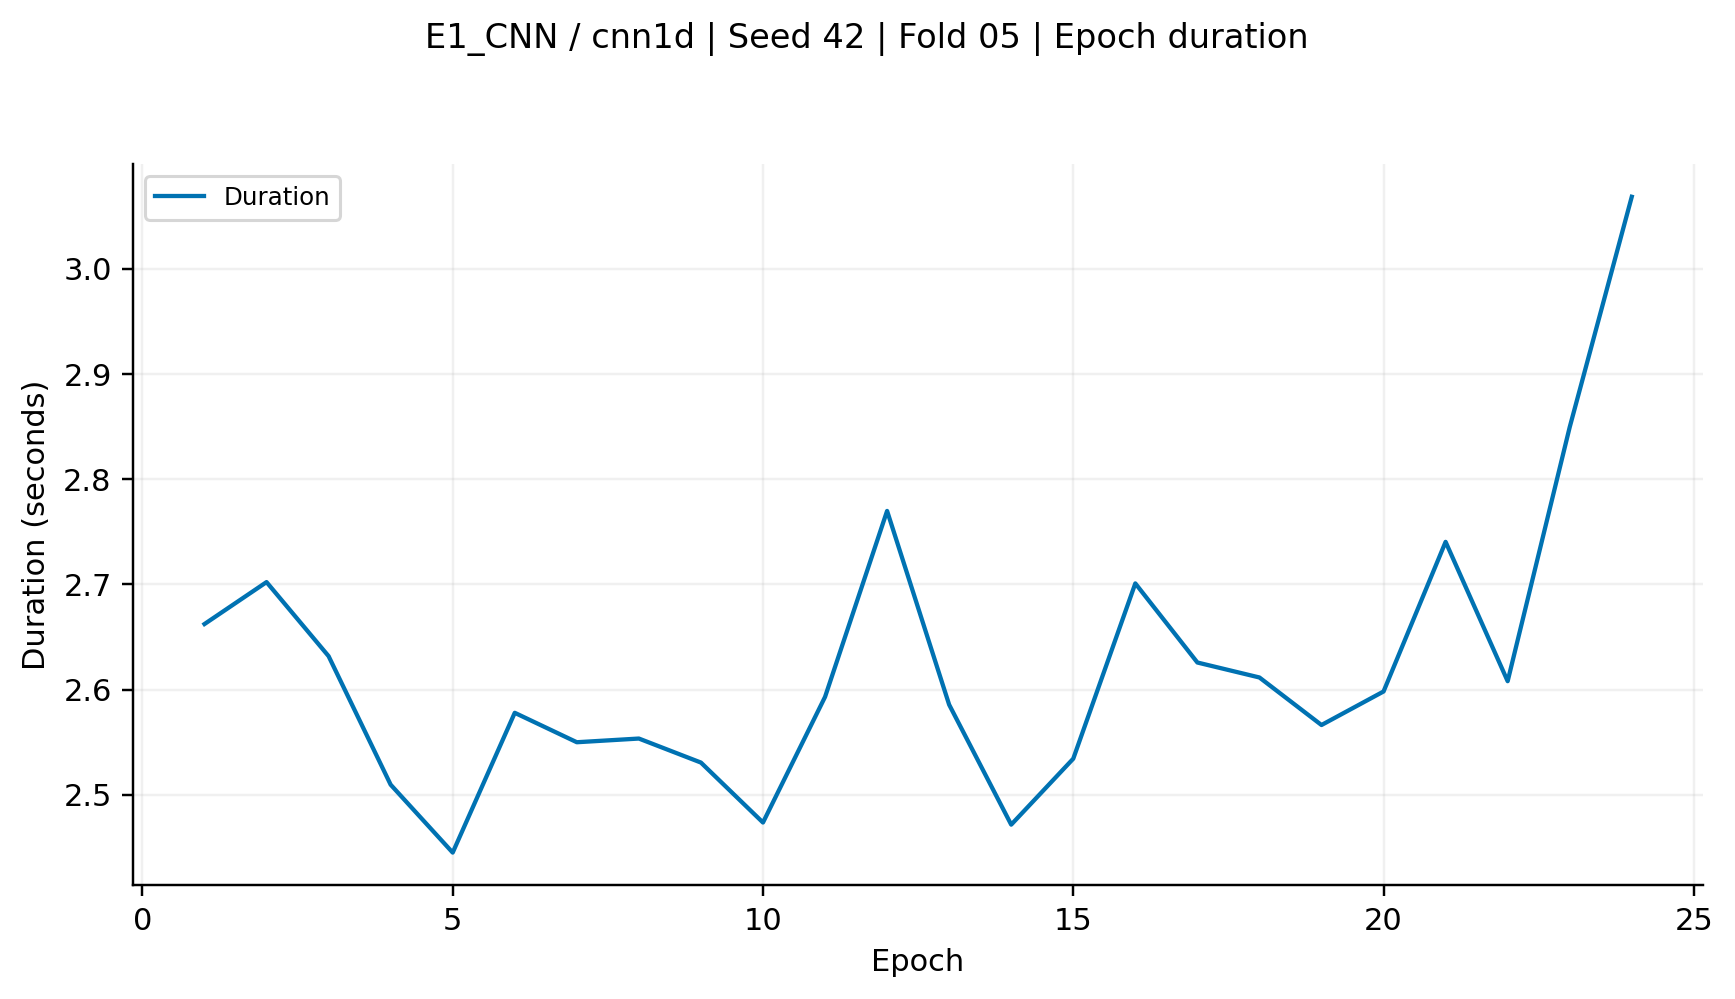 E1_CNN / cnn1d | Seed 42 | Fold 05 | Epoch duration
Duration
Duration (seconds)
3.0
2.9
2.8
2.7
2.6
2.5
0 5 10 15 20 25
Epoch